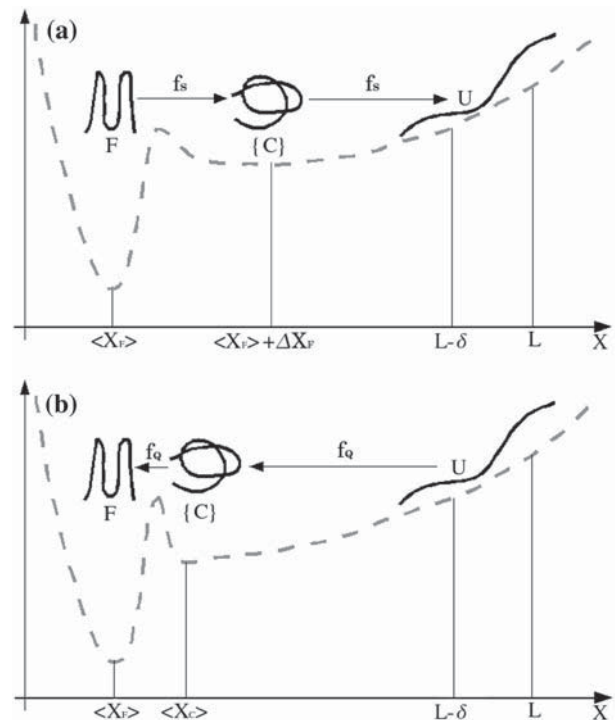 (a)
fs fs
F {C} U
<XF> <XF>+ΔXF L-δ L X
(b)
fQ fQ
F {C} U
<XF> <XC> L-δ L X